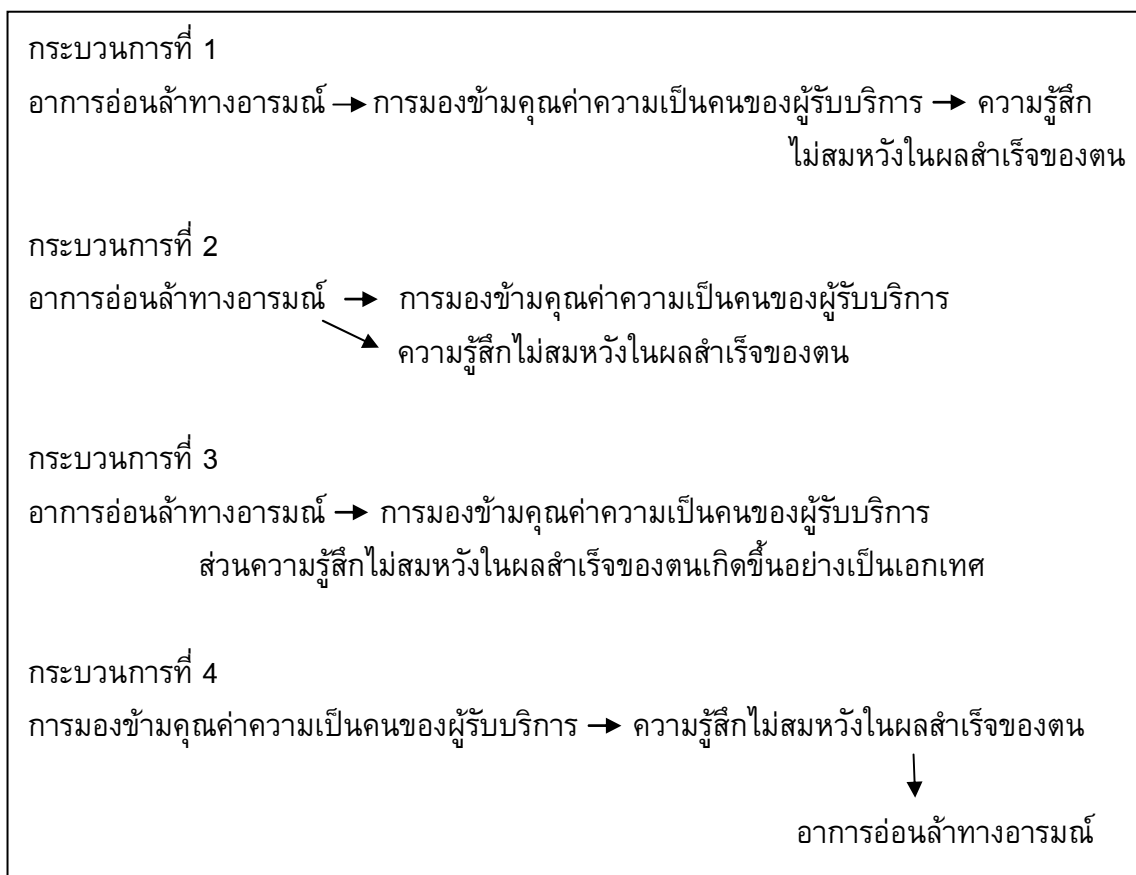 กระบวนการที่ 1
อาการอ่อนล้าทางอารมณ์ → การมองข้ามคุณค่าความเป็นคนของผู้รับบริการ → ความรู้สึก
ไม่สมหวังในผลสำเร็จของตน
กระบวนการที่ 2
อาการอ่อนล้าทางอารมณ์ → การมองข้ามคุณค่าความเป็นคนของผู้รับบริการ
ความรู้สึกไม่สมหวังในผลสำเร็จของตน
กระบวนการที่ 3
อาการอ่อนล้าทางอารมณ์ → การมองข้ามคุณค่าความเป็นคนของผู้รับบริการ
ส่วนความรู้สึกไม่สมหวังในผลสำเร็จของตนเกิดขึ้นอย่างเป็นเอกเทศ
กระบวนการที่ 4
การมองข้ามคุณค่าความเป็นคนของผู้รับบริการ → ความรู้สึกไม่สมหวังในผลสำเร็จของตน
อาการอ่อนล้าทางอารมณ์